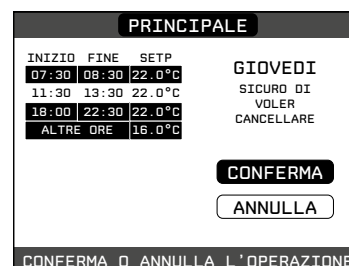 PRINCIPALE
INIZIO FINE SETP
07:30 08:30 22.0°C
11:30 13:30 22.0°C
18:00 22:30 22.0°C
ALTRE ORE 16.0°C
GIOVEDI
SICURO DI
VOLER
CANCELLARE
CONFERMA
ANNULLA
CONFERMA O ANNULLA L'OPERAZIONE